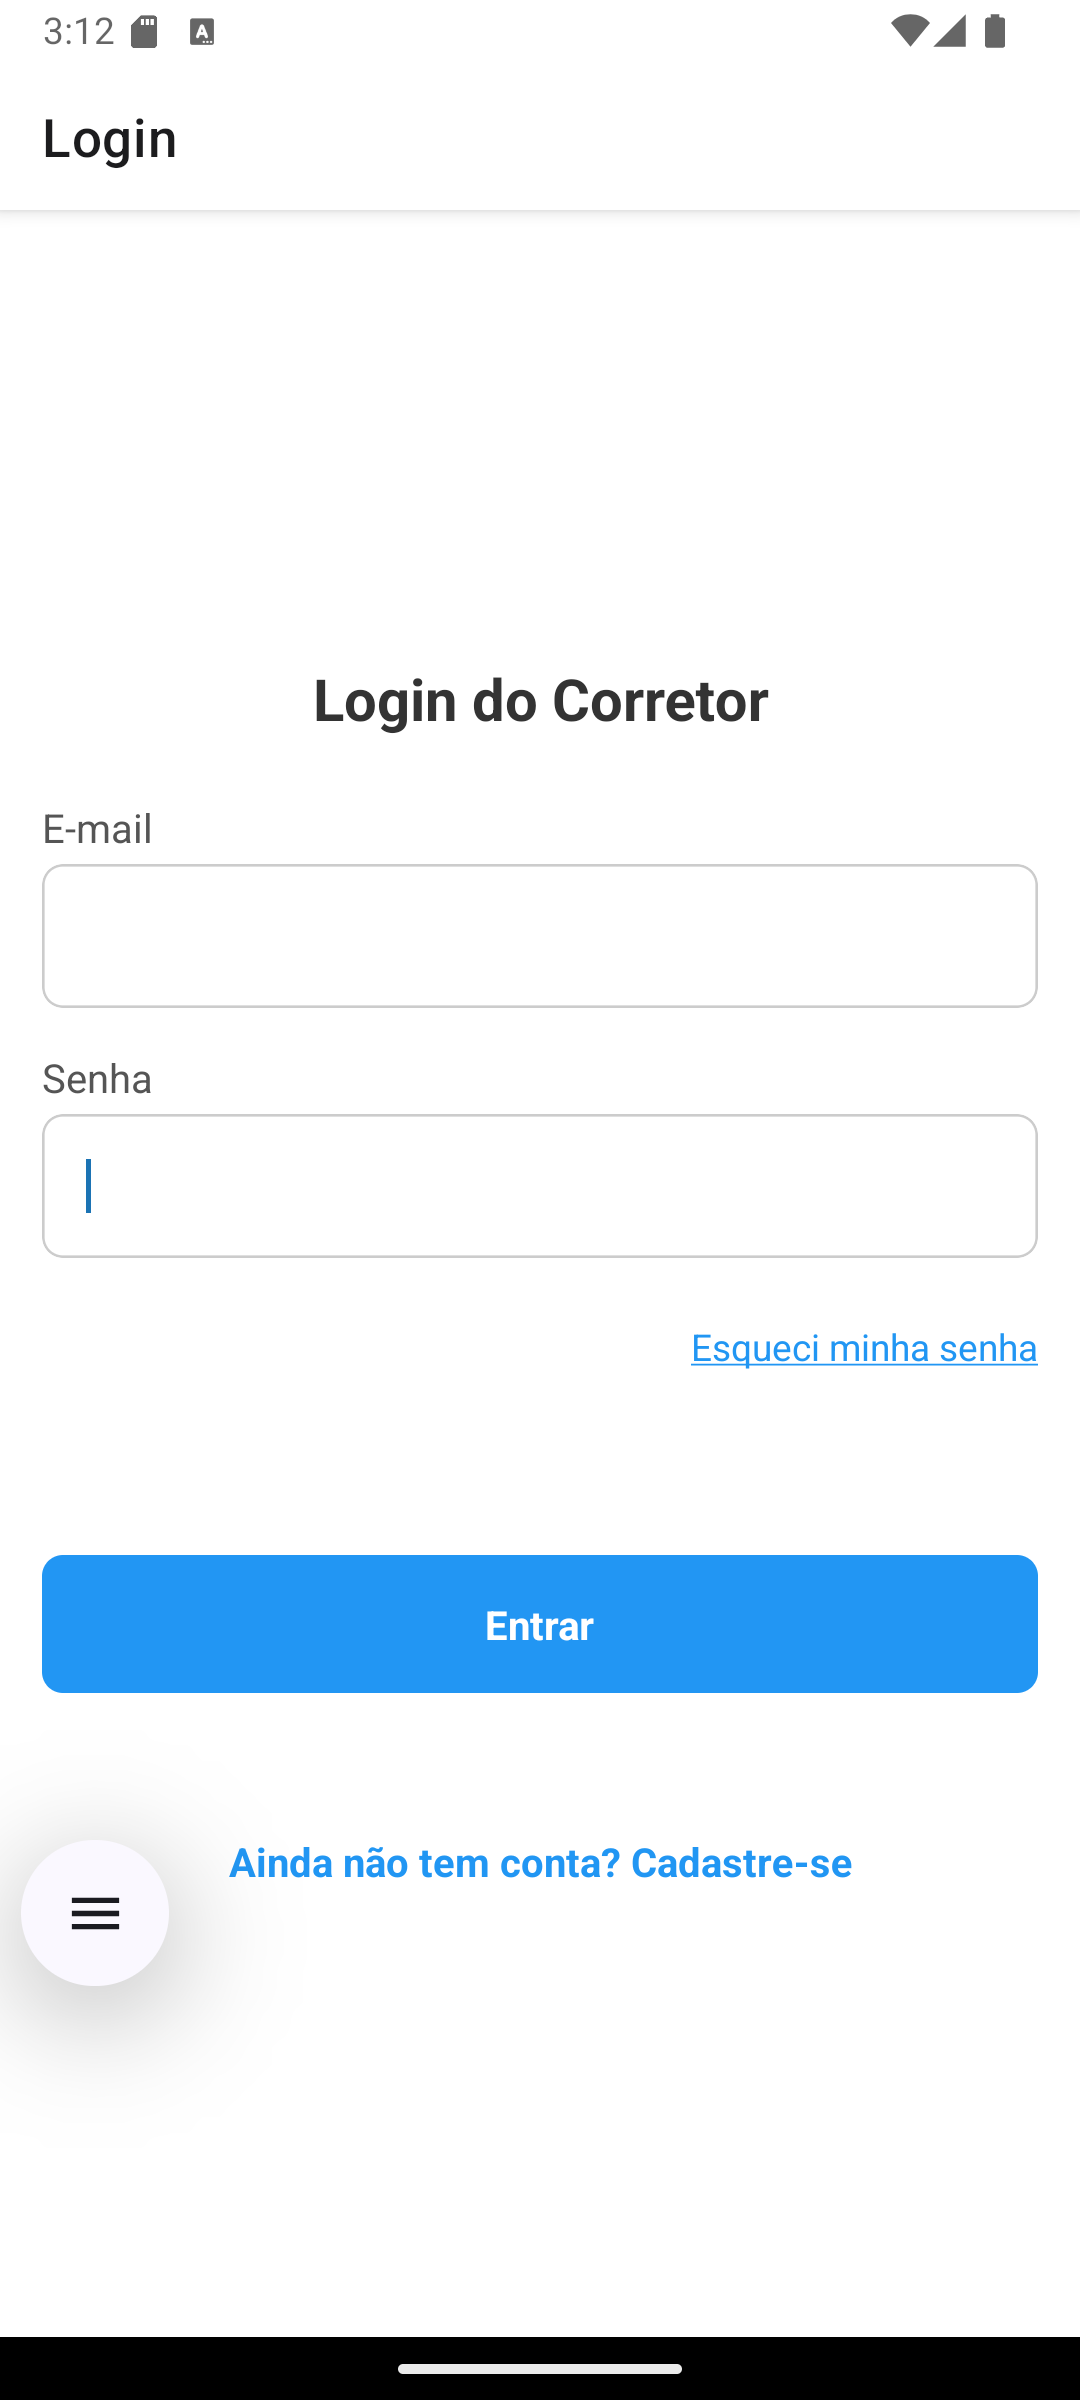 3:12
Login
Login do Corretor
E-mail
Senha
Esqueci minha senha
Entrar
Ainda não tem conta? Cadastre-se